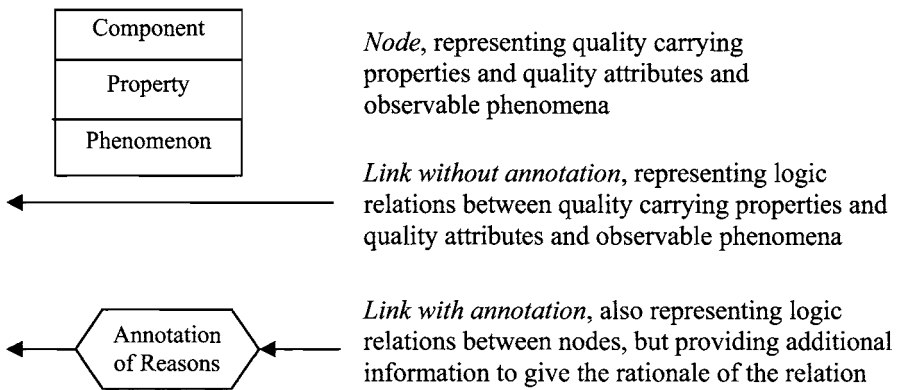 Component
Property
Phenomenon
Node, representing quality carrying
properties and quality attributes and
observable phenomena
Link without annotation, representing logic
relations between quality carrying properties and
quality attributes and observable phenomena
Annotation
of Reasons
Link with annotation, also representing logic
relations between nodes, but providing additional
information to give the rationale of the relation